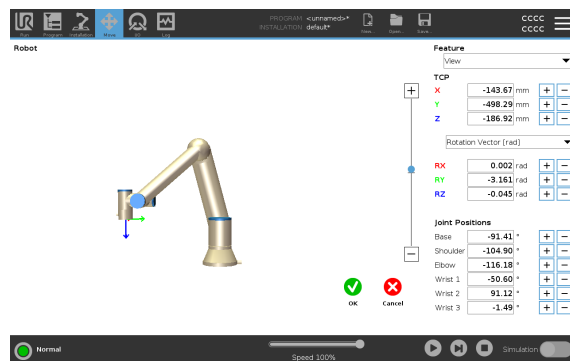 PROGRAM <unnamed>*
INSTALLATION default*
CCCC
CCCC
Run Program Installation Move I/O Log New... Open... Save...
Robot
Feature
View
TCP
X -143.67 mm + −
Y -498.29 mm + −
Z -186.92 mm + −
Rotation Vector [rad]
RX 0.002 rad + −
RY -3.161 rad + −
RZ -0.045 rad + −
Joint Positions
Base -91.41 ° + −
Shoulder -104.90 ° + −
Elbow -116.18 ° + −
Wrist 1 -50.60 ° + −
Wrist 2 91.12 ° + −
Wrist 3 -1.49 ° + −
OK Cancel
Normal
Speed 100%
Simulation